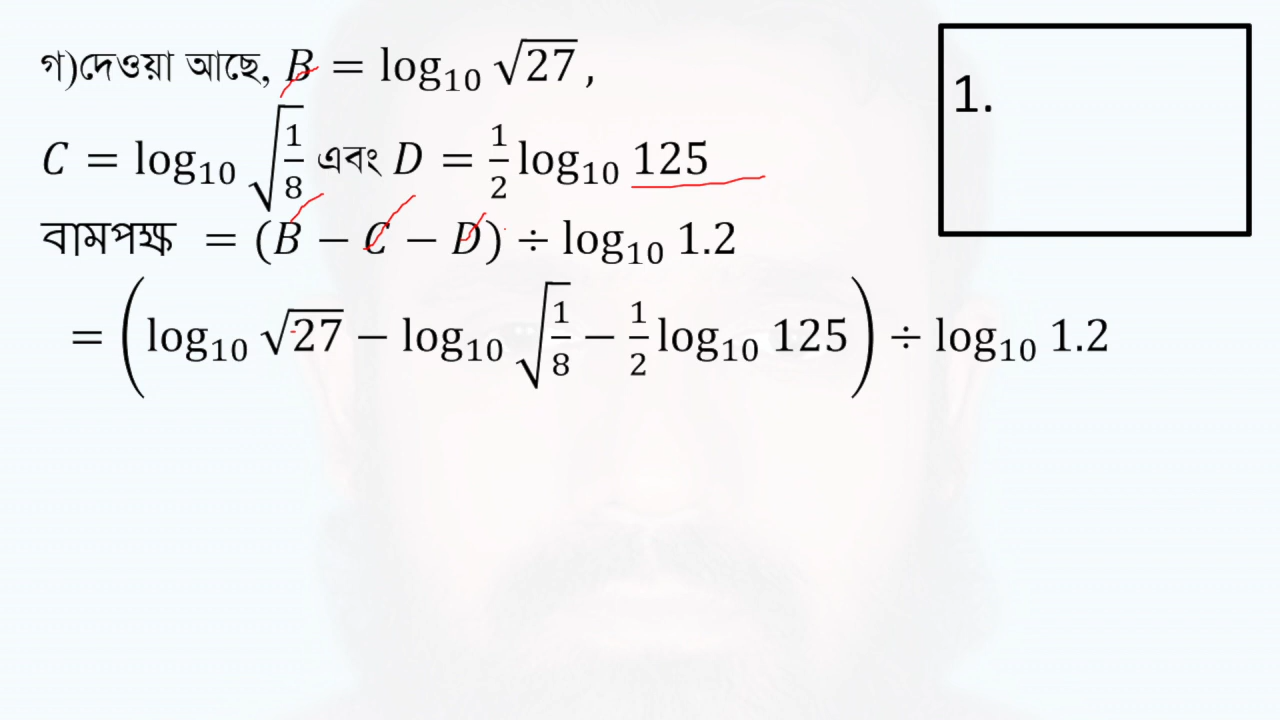 গ)দেওয়া আছে, B = log₁₀ √27 ,
1.
C = log₁₀ √(1/8) এবং D = 1/2 log₁₀ 125
বামপক্ষ = (B − C − D) ÷ log₁₀ 1.2
= (log₁₀ √27 − log₁₀ √(1/8) − 1/2 log₁₀ 125) ÷ log₁₀ 1.2